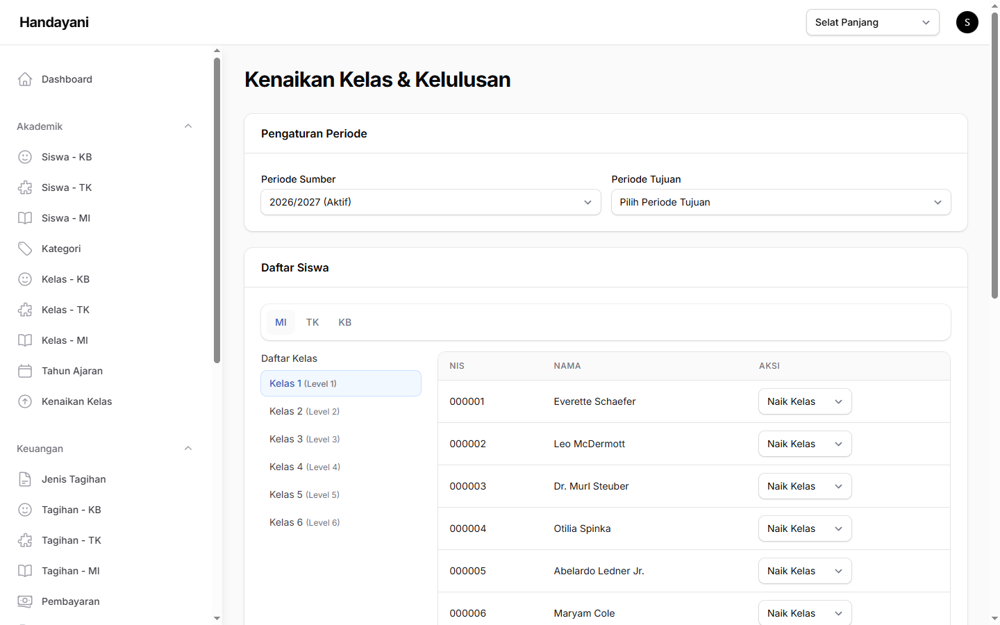 Handayani
Selat Panjang
S
Dashboard
Akademik
Siswa - KB
Siswa - TK
Siswa - MI
Kategori
Kelas - KB
Kelas - TK
Kelas - MI
Tahun Ajaran
Kenaikan Kelas
Keuangan
Jenis Tagihan
Tagihan - KB
Tagihan - TK
Tagihan - MI
Pembayaran
Kenaikan Kelas & Kelulusan
Pengaturan Periode
Periode Sumber
2026/2027 (Aktif)
Periode Tujuan
Pilih Periode Tujuan
Daftar Siswa
MI TK KB
Daftar Kelas
Kelas 1 (Level 1)
Kelas 2 (Level 2)
Kelas 3 (Level 3)
Kelas 4 (Level 4)
Kelas 5 (Level 5)
Kelas 6 (Level 6)
NIS NAMA AKSI
000001 Everette Schaefer Naik Kelas
000002 Leo McDermott Naik Kelas
000003 Dr. Murl Steuber Naik Kelas
000004 Otilia Spinka Naik Kelas
000005 Abelardo Ledner Jr. Naik Kelas
000006 Maryam Cole Naik Kelas